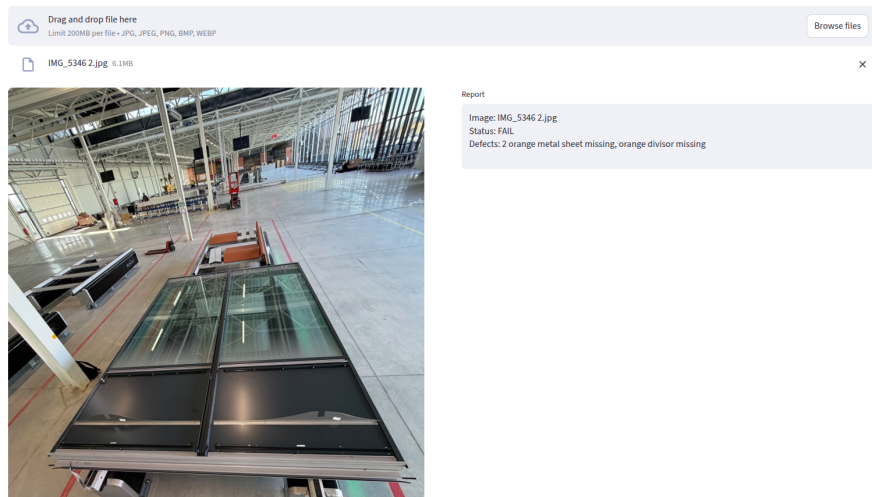 Drag and drop file here
Limit 200MB per file • JPG, JPEG, PNG, BMP, WEBP
Browse files
IMG_5346 2.jpg 6.1MB
Report
Image: IMG_5346 2.jpg
Status: FAIL
Defects: 2 orange metal sheet missing, orange divisor missing